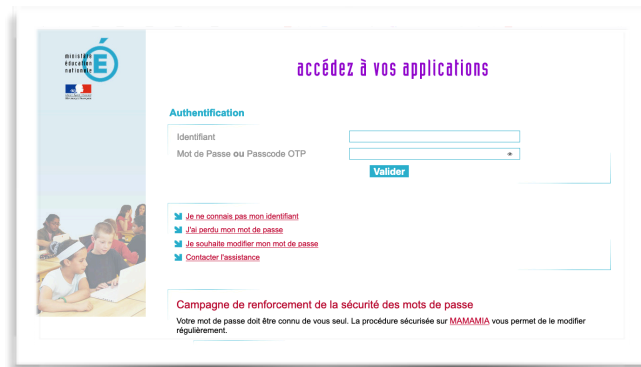 ministère
éducation
nationale
É
accédez à vos applications
Authentification
Identifiant
Mot de Passe ou Passcode OTP
Valider
Je ne connais pas mon identifiant
J'ai perdu mon mot de passe
Je souhaite modifier mon mot de passe
Contacter l'assistance
Campagne de renforcement de la sécurité des mots de passe
Votre mot de passe doit être connu de vous seul. La procédure sécurisée sur MAMAMIA vous permet de le modifier
régulièrement.